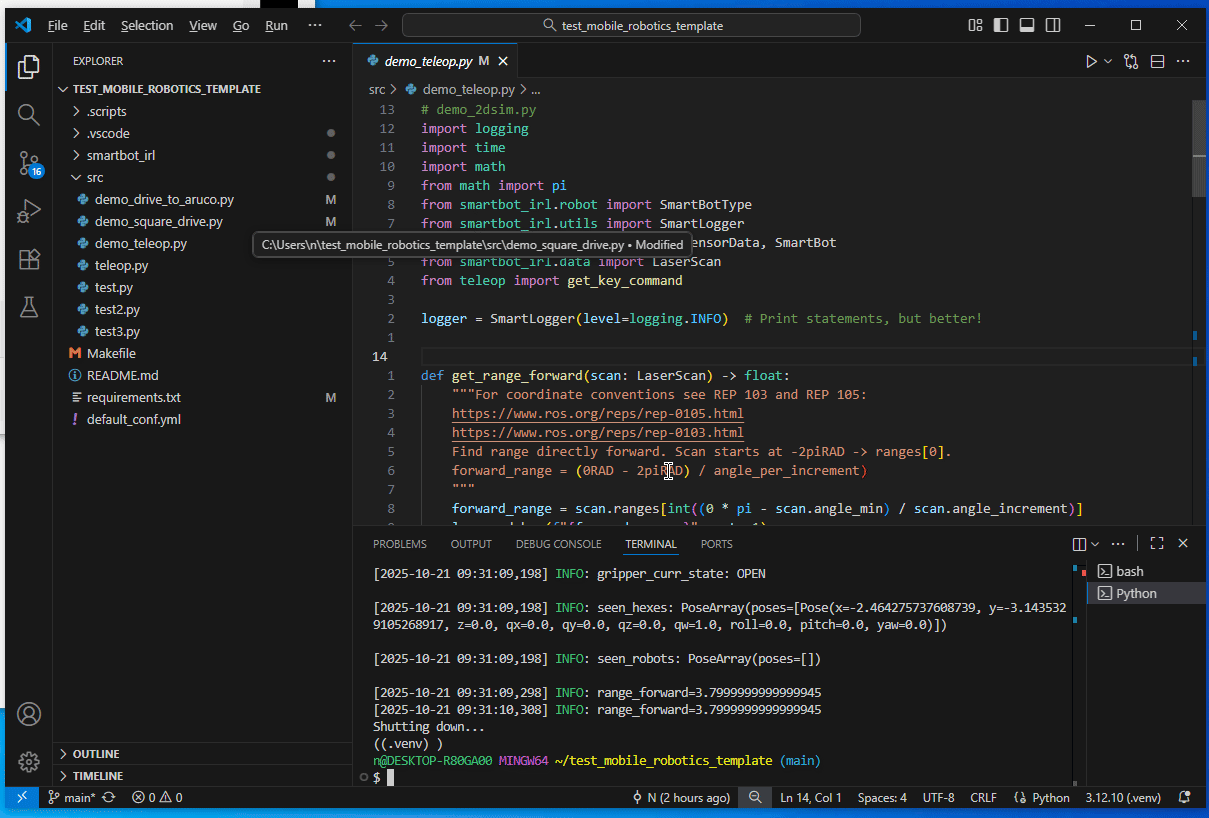 File Edit Selection View Go Run ··· test_mobile_robotics_template
EXPLORER ···
TEST_MOBILE_ROBOTICS_TEMPLATE
.scripts
.vscode
smartbot_irl
src
demo_drive_to_aruco.py M
demo_square_drive.py M
demo_teleop.py
teleop.py
test.py
test2.py
test3.py
Makefile
README.md
requirements.txt M
default_conf.yml
16
C:\Users\n\test_mobile_robotics_template\src\demo_square_drive.py • Modified
OUTLINE
TIMELINE
demo_teleop.py M
src > demo_teleop.py > ...
13 # demo_2dsim.py
12 import logging
11 import time
10 import math
9 from math import pi
8 from smartbot_irl.robot import SmartBotType
7 from smartbot_irl.utils import SmartLogger
SmartBot
5 from smartbot_irl.data import LaserScan
4 from teleop import get_key_command
3
2 logger = SmartLogger(level=logging.INFO)  # Print statements, but better!
1
14
1 def get_range_forward(scan: LaserScan) -> float:
2 """For coordinate conventions see REP 103 and REP 105:
3 https://www.ros.org/reps/rep-0105.html
4 https://www.ros.org/reps/rep-0103.html
5 Find range directly forward. Scan starts at -2piRAD -> ranges[0].
6 forward_range = (0RAD - 2piRAD) / angle_per_increment)
7 """
8 forward_range = scan.ranges[int((0 * pi - scan.angle_min) / scan.angle_increment)]
PROBLEMS OUTPUT DEBUG CONSOLE TERMINAL PORTS
[2025-10-21 09:31:09,198] INFO: gripper_curr_state: OPEN
[2025-10-21 09:31:09,198] INFO: seen_hexes: PoseArray(poses=[Pose(x=-2.464275737608739, y=-3.143532
9105268917, z=0.0, qx=0.0, qy=0.0, qz=0.0, qw=1.0, roll=0.0, pitch=0.0, yaw=0.0)])
[2025-10-21 09:31:09,198] INFO: seen_robots: PoseArray(poses=[])
[2025-10-21 09:31:09,298] INFO: range_forward=3.7999999999999945
[2025-10-21 09:31:10,308] INFO: range_forward=3.7999999999999945
Shutting down...
((.venv) )
n@DESKTOP-R80GA00 MINGW64 ~/test_mobile_robotics_template (main)
$
bash
Python
main* 0 0 N (2 hours ago) Ln 14, Col 1 Spaces: 4 UTF-8 CRLF Python 3.12.10 (.venv)